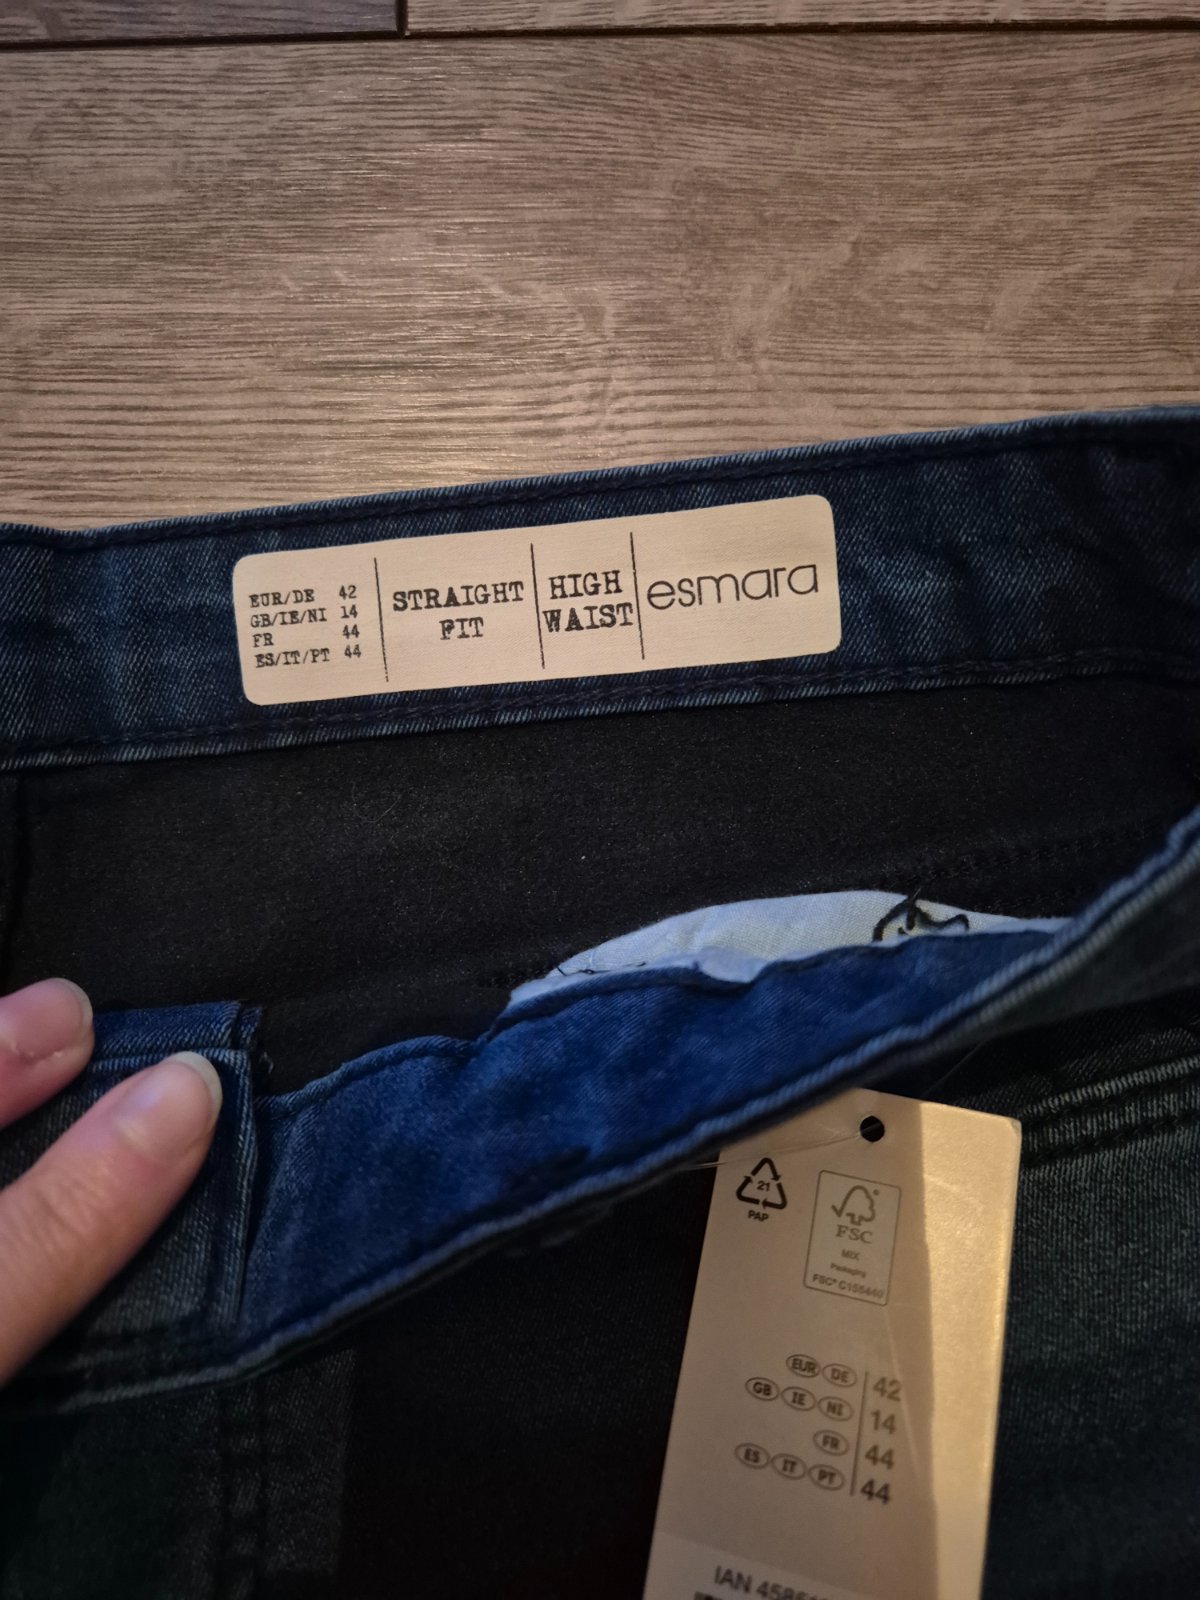 EUR/DE 42
GB/IE/NI 14
FR 44
ES/IT/PT 44
STRAIGHT
FIT
HIGH
WAIST
esmara
21
PAP
FSC®
MIX
Packaging
FSC® C155440
EUR DE 42
GB IE NI 14
FR 44
ES IT PT 44
IAN